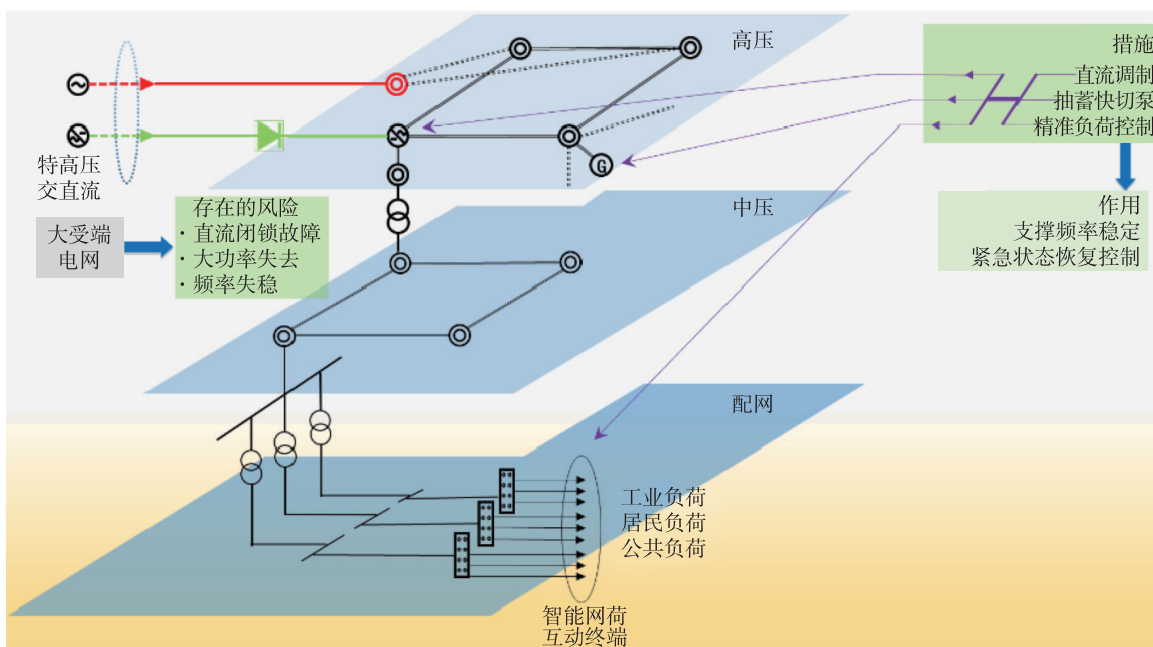 高压
措施
直流调制
抽蓄快切泵
精准负荷控制
特高压
交直流
G
存在的风险
·直流闭锁故障
·大功率失去
·频率失稳
大受端
电网
中压
作用
支撑频率稳定
紧急状态恢复控制
配网
工业负荷
居民负荷
公共负荷
智能网荷
互动终端